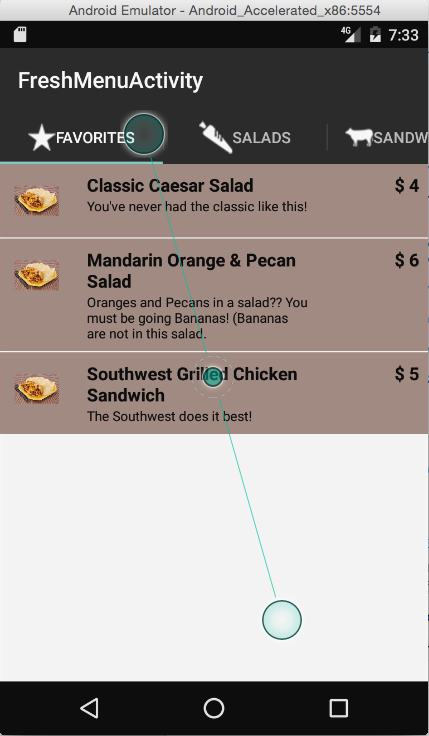 Android Emulator - Android_Accelerated_x86:5554
4G 7:33
FreshMenuActivity
FAVORITES SALADS SANDW
Classic Caesar Salad $ 4
You've never had the classic like this!
Mandarin Orange & Pecan $ 6
Salad
Oranges and Pecans in a salad?? You
must be going Bananas! (Bananas
are not in this salad.
Southwest Grilled Chicken $ 5
Sandwich
The Southwest does it best!